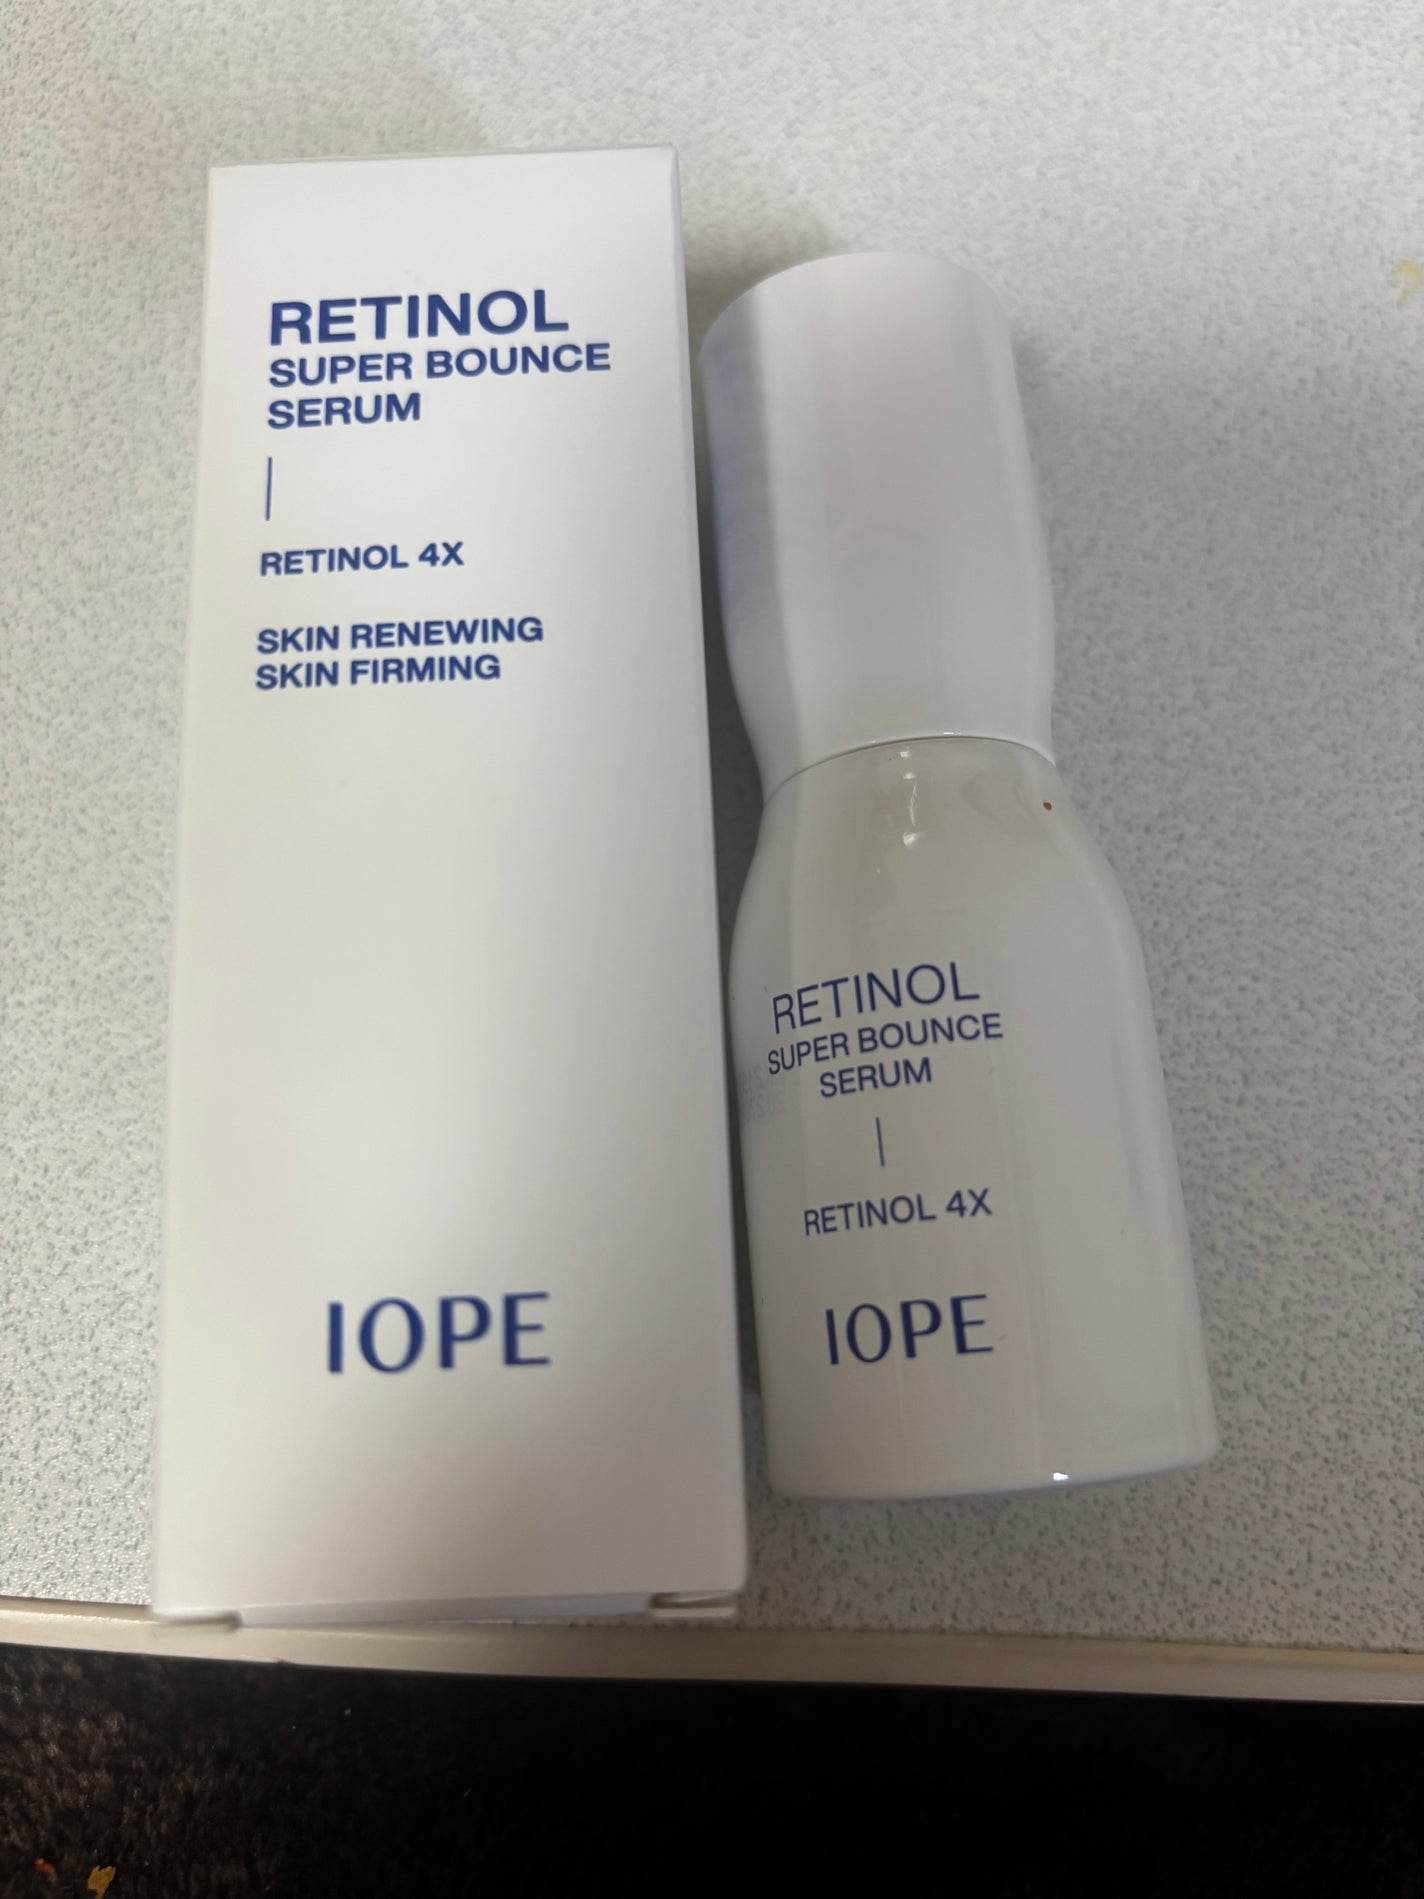 RETINOL
SUPER BOUNCE
SERUM
RETINOL 4X
SKIN RENEWING
SKIN FIRMING
IOPE
RETINOL
SUPER BOUNCE
SERUM
RETINOL 4X
IOPE